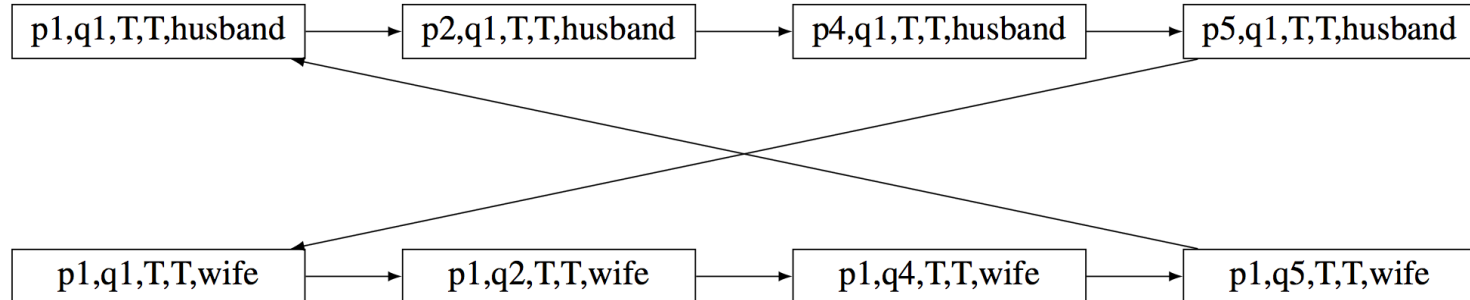 p1,q1,T,T,husband
p2,q1,T,T,husband
p4,q1,T,T,husband
p5,q1,T,T,husband
p1,q1,T,T,wife
p1,q2,T,T,wife
p1,q4,T,T,wife
p1,q5,T,T,wife